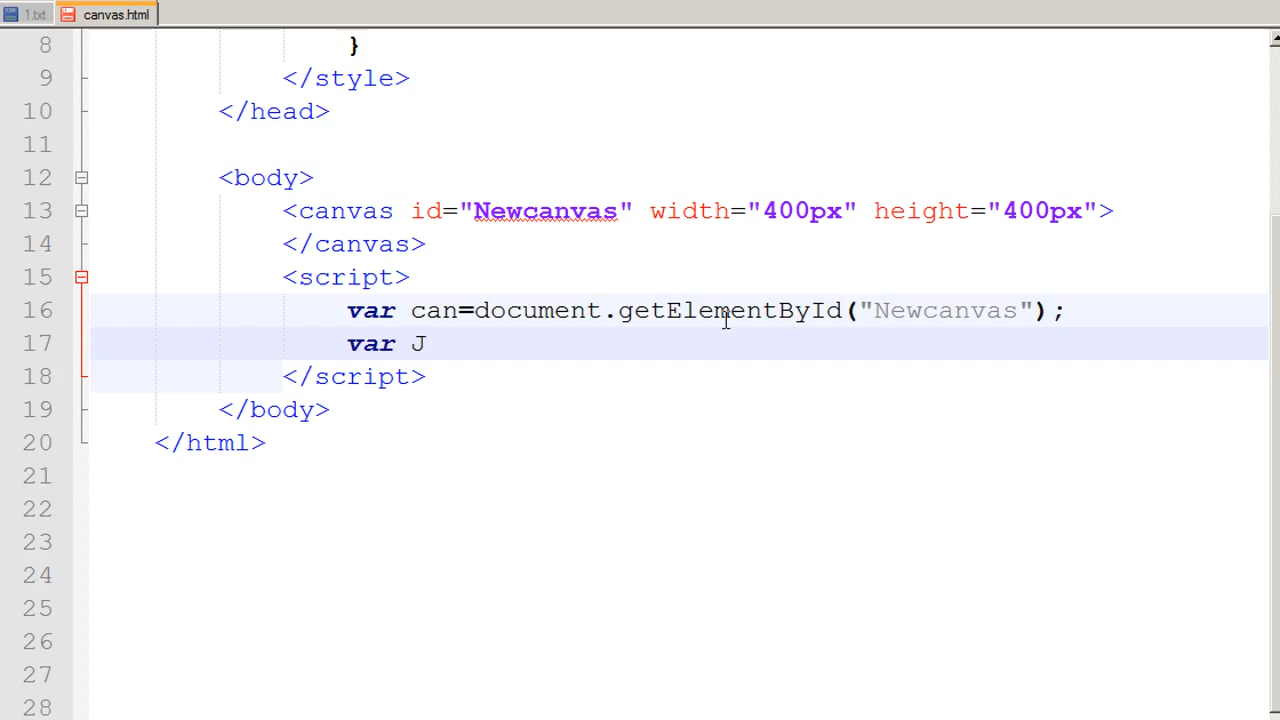 1.txt canvas.html
8 }
9 </style>
10 </head>
11
12 <body>
13 <canvas id="Newcanvas" width="400px" height="400px">
14 </canvas>
15 <script>
16 var can=document.getElementById("Newcanvas");
17 var J
18 </script>
19 </body>
20 </html>
21
22
23
24
25
26
27
28